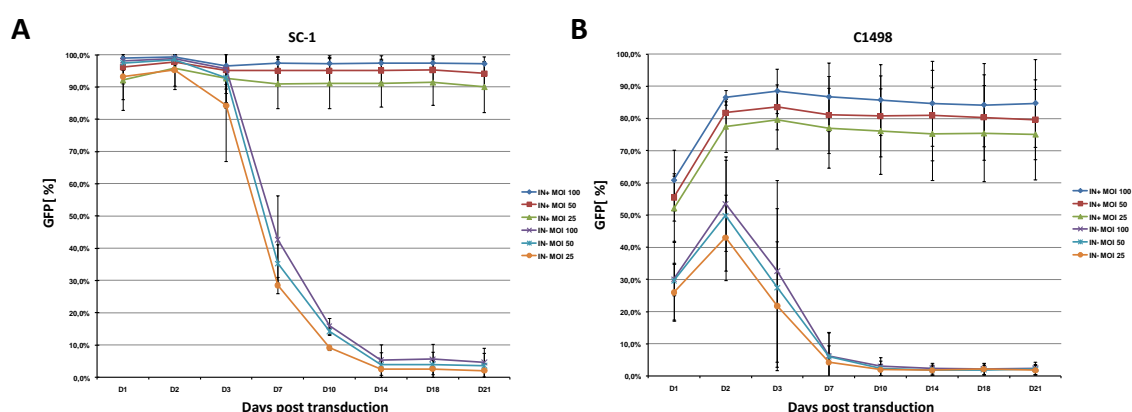 A
SC-1
100,0%
90,0%
80,0%
70,0%
60,0%
50,0%
40,0%
30,0%
20,0%
10,0%
0,0%
GFP[ %]
D1 D2 D3 D7 D10 D14 D18 D21
Days post transduction
IN+ MOI 100
IN+ MOI 50
IN+ MOI 25
IN- MOI 100
IN- MOI 50
IN- MOI 25
B
C1498
100,0%
90,0%
80,0%
70,0%
60,0%
50,0%
40,0%
30,0%
20,0%
10,0%
0,0%
GFP[ %]
D1 D2 D3 D7 D10 D14 D18 D21
Days post transduction
IN+ MOI 100
IN+ MOI 50
IN+ MOI 25
IN- MOI 100
IN- MOI 50
IN- MOI 25